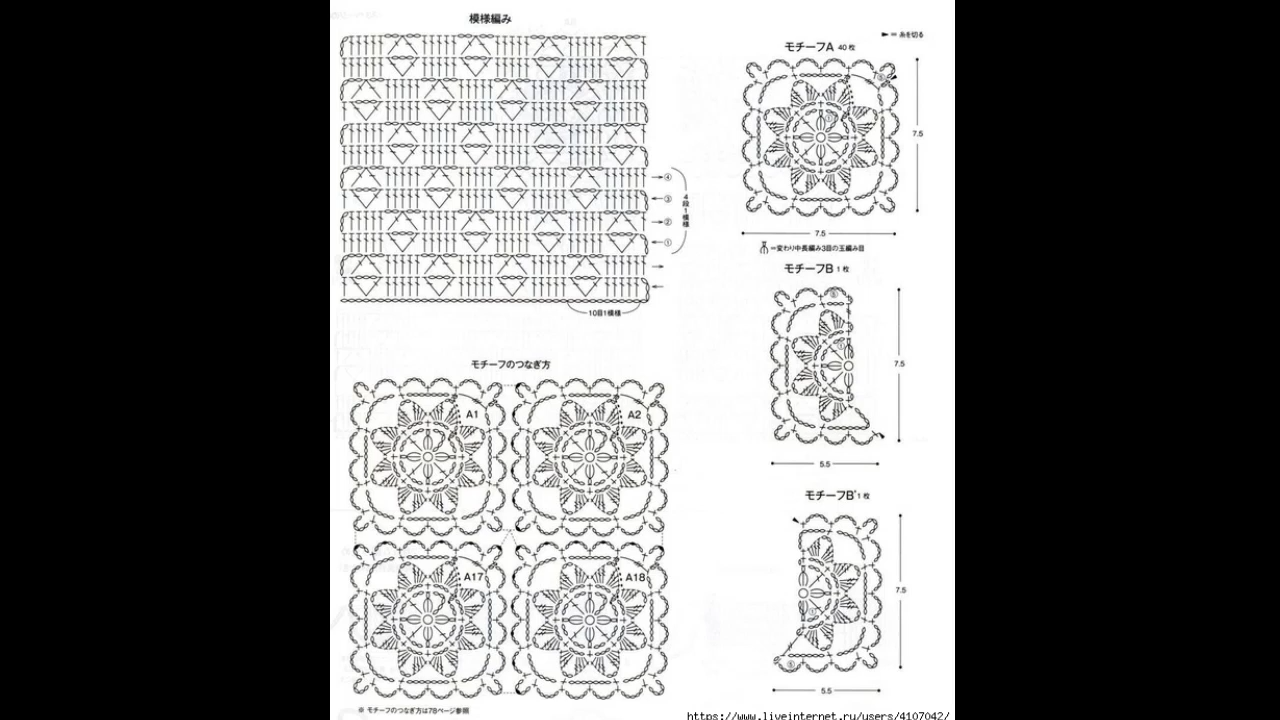 模様編み
④
③
②
①
4段1模様
10目1模様
►= 糸を切る
モチーフA 40枚
⑤
①
7.5
7.5
=変わり中長編み3目の玉編み目
モチーフB 1枚
⑤
①
7.5
5.5
モチーフB' 1枚
7.5
⑤
5.5
モチーフのつなぎ方
A1
A2
A17
A18
※ モチーフのつなぎ方は78ページ参照
https://www.liveinternet.ru/users/4107042/